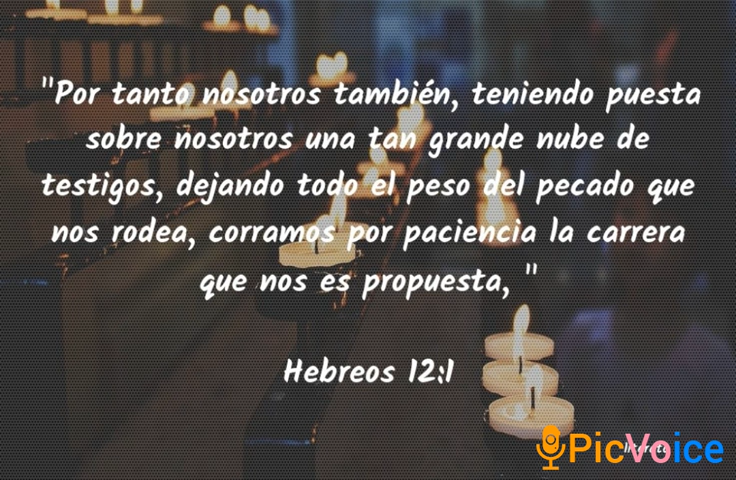 "Por tanto nosotros también, teniendo puesta
sobre nosotros una tan grande nube de
testigos, dejando todo el peso del pecado que
nos rodea, corramos por paciencia la carrera
que nos es propuesta, "
Hebreos 12:1
PicVoice